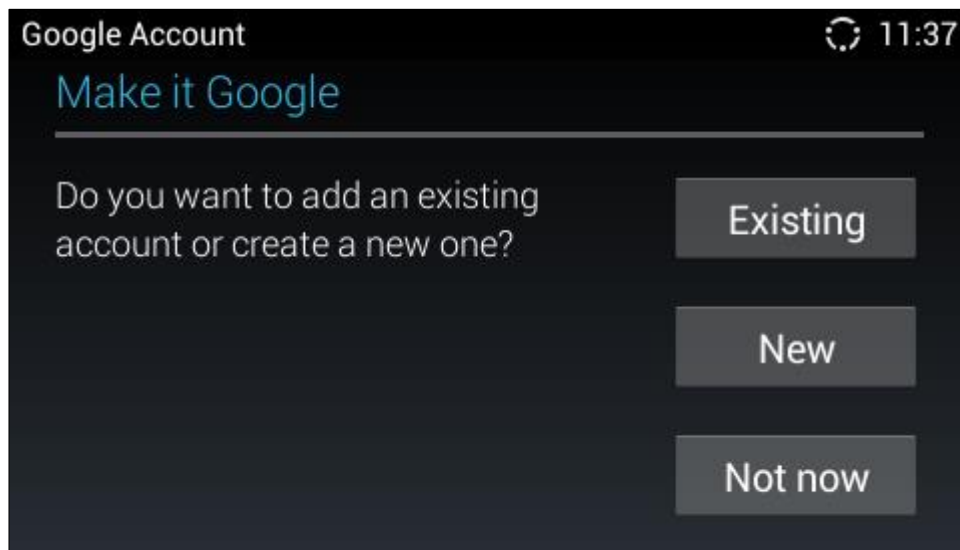 Google Account 11:37
Make it Google
Do you want to add an existing
account or create a new one?
Existing
New
Not now